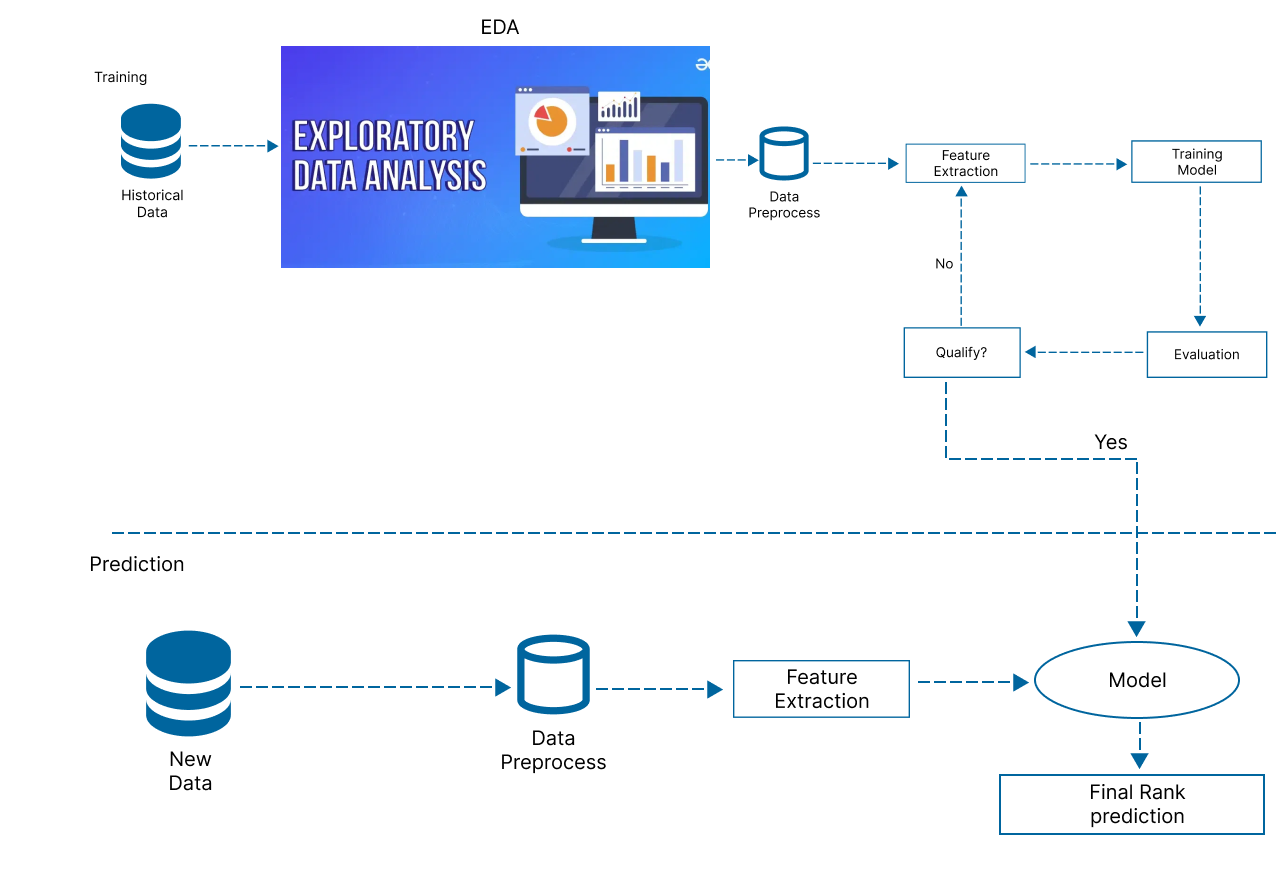 EDA
Training
EXPLORATORY
DATA ANALYSIS
Historical
Data
Data
Preprocess
Feature
Extraction
Training
Model
No
Qualify?
Evaluation
Yes
Prediction
New
Data
Data
Preprocess
Feature
Extraction
Model
Final Rank
prediction